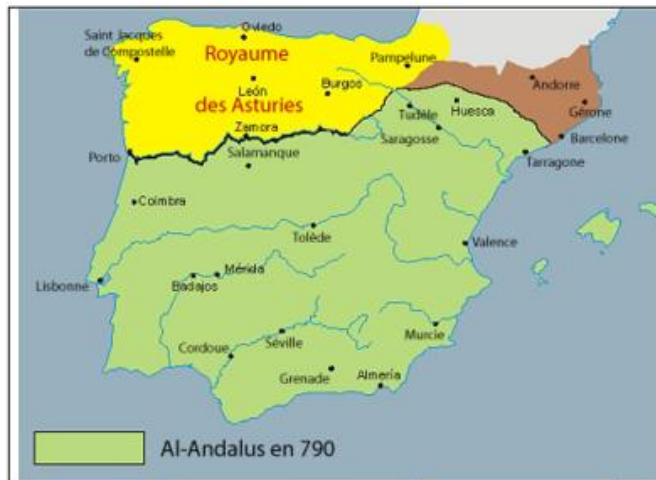 Oviedo
Saint Jacques
de Compostelle
Royaume
Pampelune
León
Burgos
Andorre
des Asturies
Tudèle
Huesca
Gérone
Zamora
Saragosse
Barcelone
Porto
Salamanque
Tarragone
Coimbra
Tolède
Valence
Lisbonne
Badajos
Mérida
Murcie
Cordoue
Séville
Grenade
Almería
Al-Andalus en 790